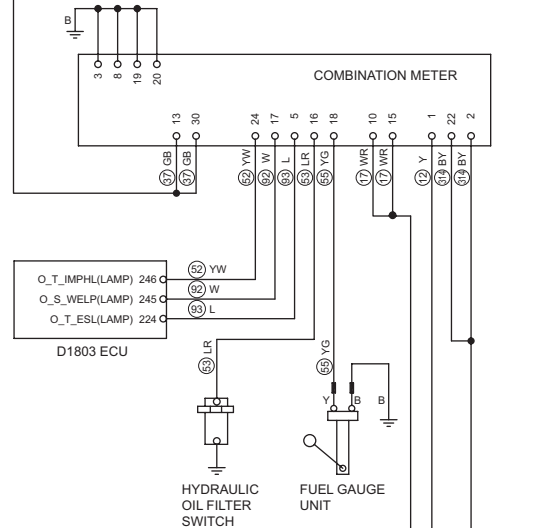 B
3 8 19 20
COMBINATION METER
13 30 24 17 5 16 18 10 15 1 22 2
37 GB
37 GB
52 YW
92 W
93 L
53 LR
55 YG
17 WR
17 WR
12 Y
314 BY
314 BY
O_T_IMPHL(LAMP) 246 52 YW
O_S_WELP(LAMP) 245 92 W
O_T_ESL(LAMP) 224 93 L
D1803 ECU
53 LR
55 YG
Y B B
HYDRAULIC
OIL FILTER
SWITCH
FUEL GAUGE
UNIT